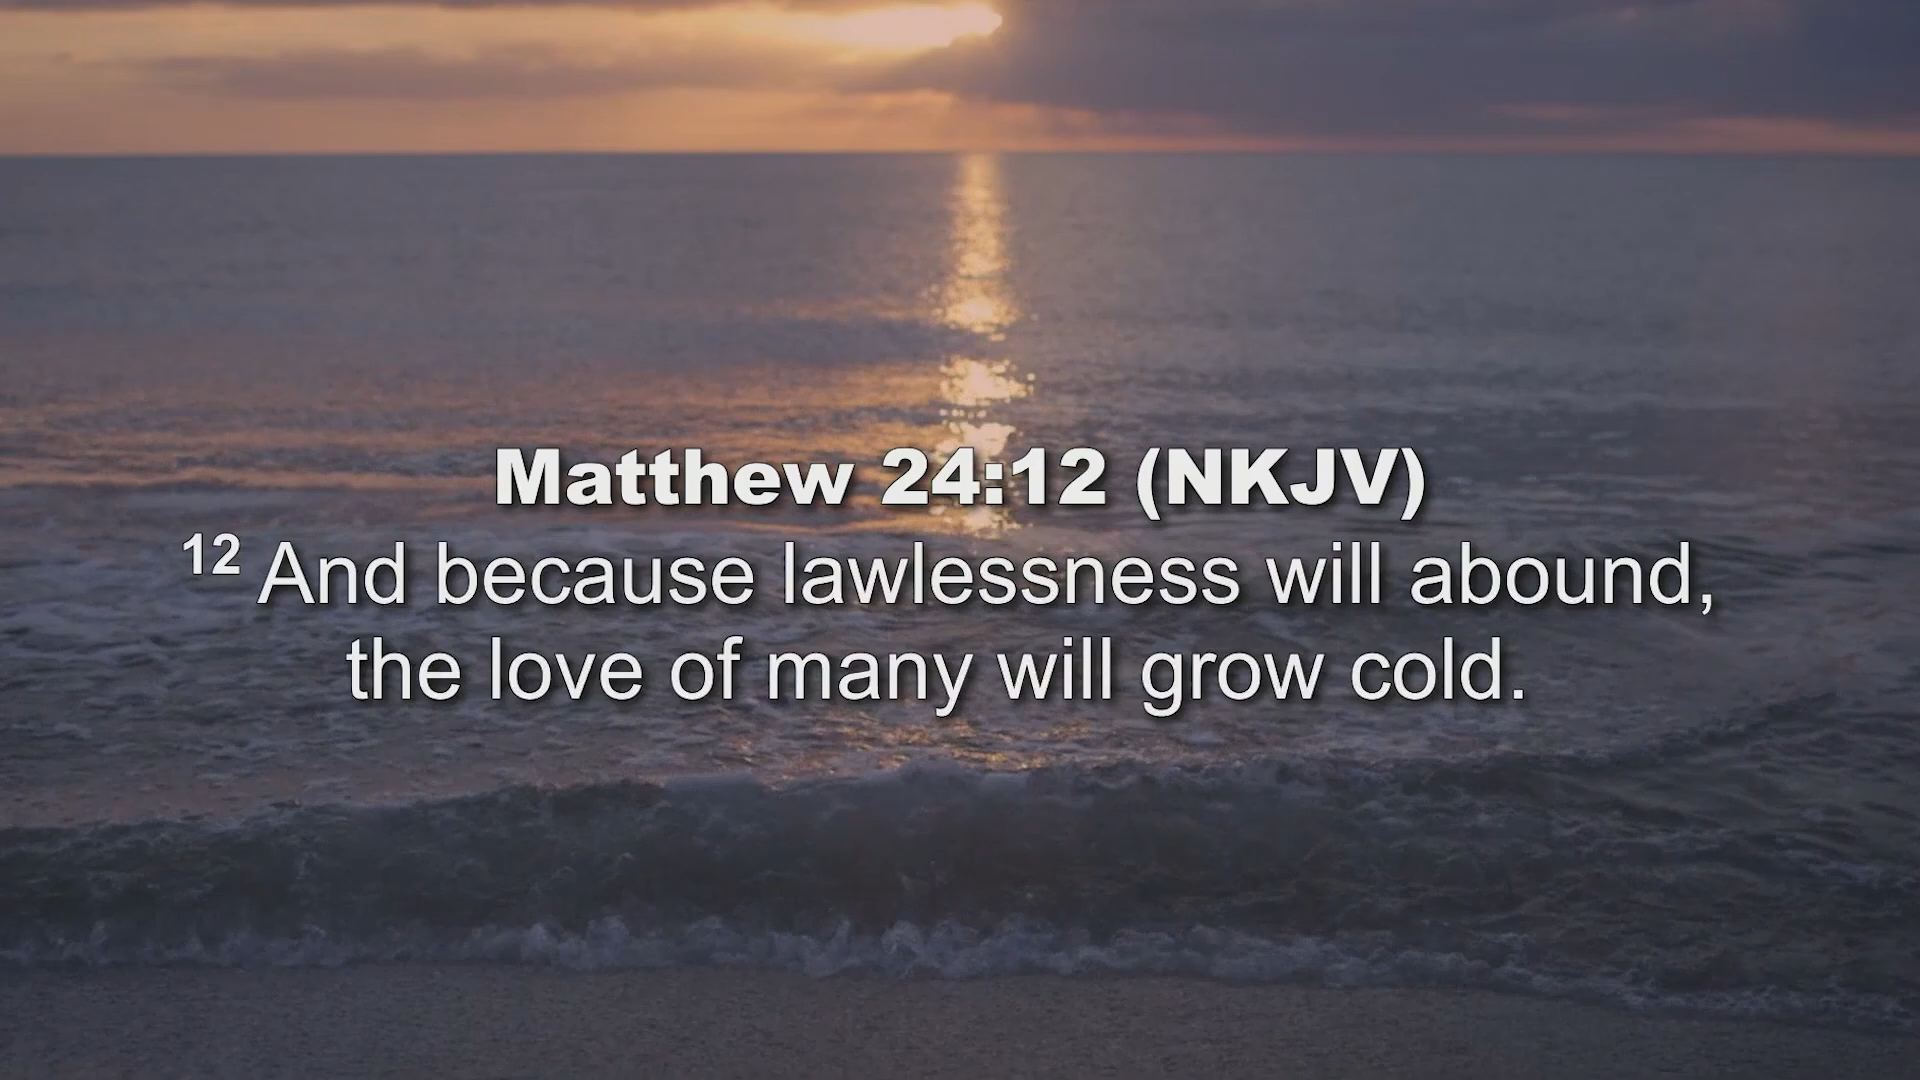 Matthew 24:12 (NKJV)
12 And because lawlessness will abound,
the love of many will grow cold.